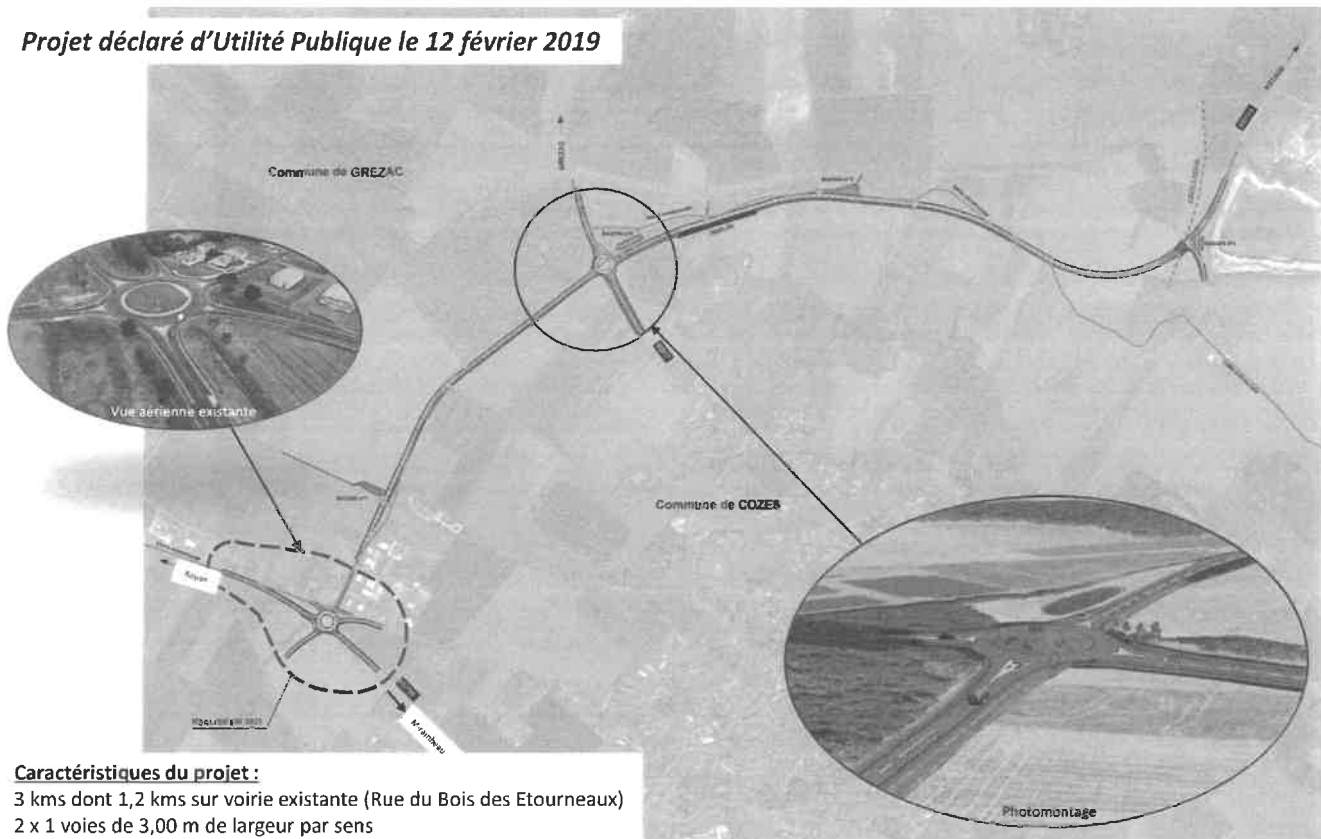 Projet déclaré d'Utilité Publique le 12 février 2019
Commune de GREZAC
Vue aérienne existante
Commune de COZES
Royan
Mirambeau
Photomontage
Caractéristiques du projet :
3 kms dont 1,2 kms sur voirie existante (Rue du Bois des Etourneaux)
2 x 1 voies de 3,00 m de largeur par sens